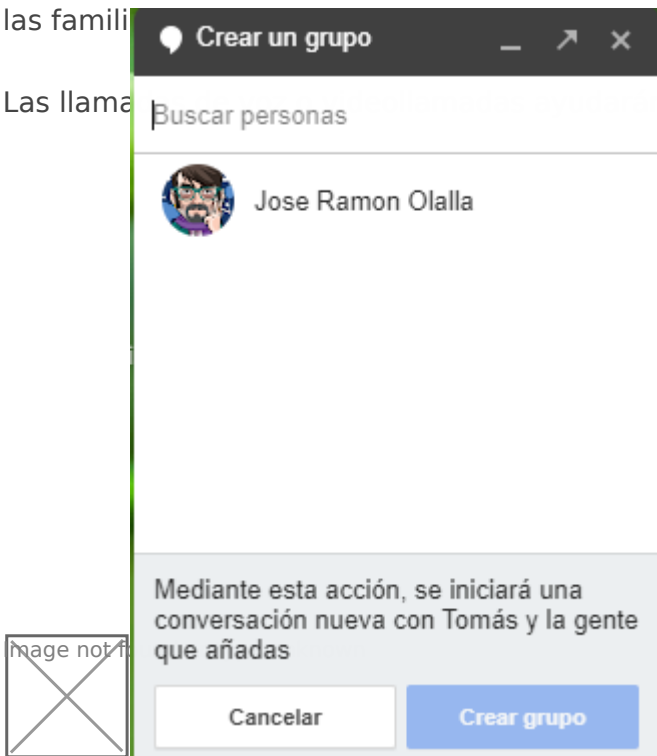 las famili
Crear un grupo
Las llama
Buscar personas
Jose Ramon Olalla
Mediante esta acción, se iniciará una
conversación nueva con Tomás y la gente
que añadas
Image not f
Cancelar
Crear grupo